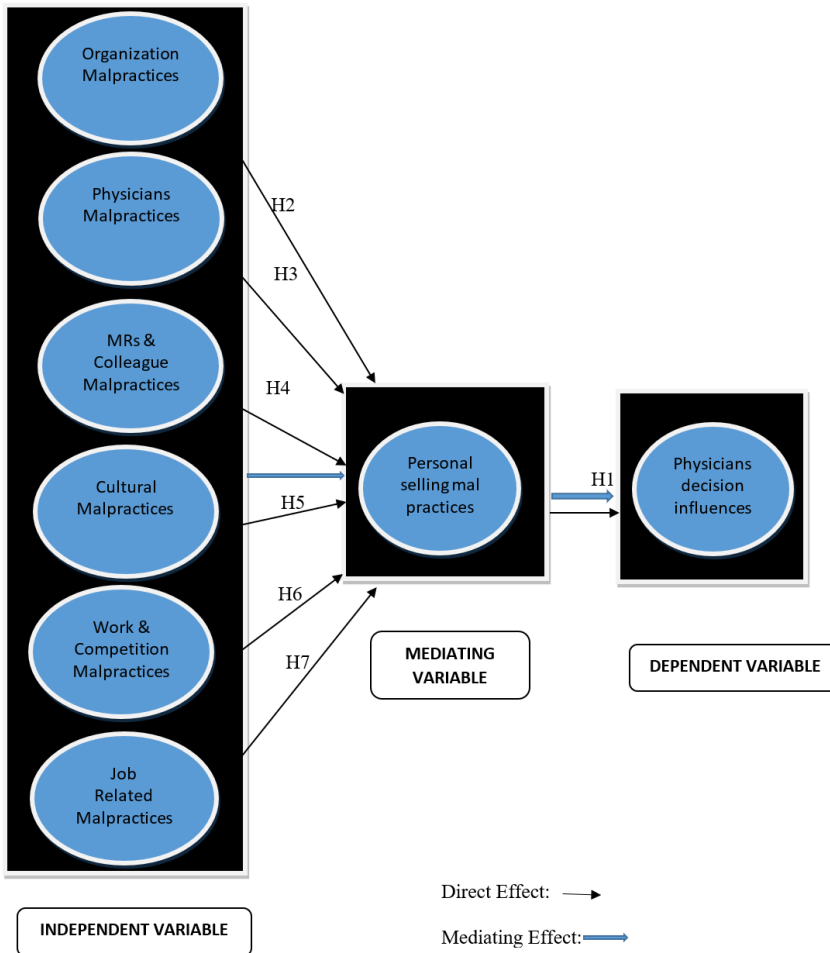 Organization
Malpractices
Physicians
Malpractices
MRs &
Colleague
Malpractices
Cultural
Malpractices
Work &
Competition
Malpractices
Job
Related
Malpractices
INDEPENDENT VARIABLE
H2
H3
H4
H5
H6
H7
Personal
selling mal
practices
MEDIATING
VARIABLE
H1
Physicians
decision
influences
DEPENDENT VARIABLE
Direct Effect:
Mediating Effect: